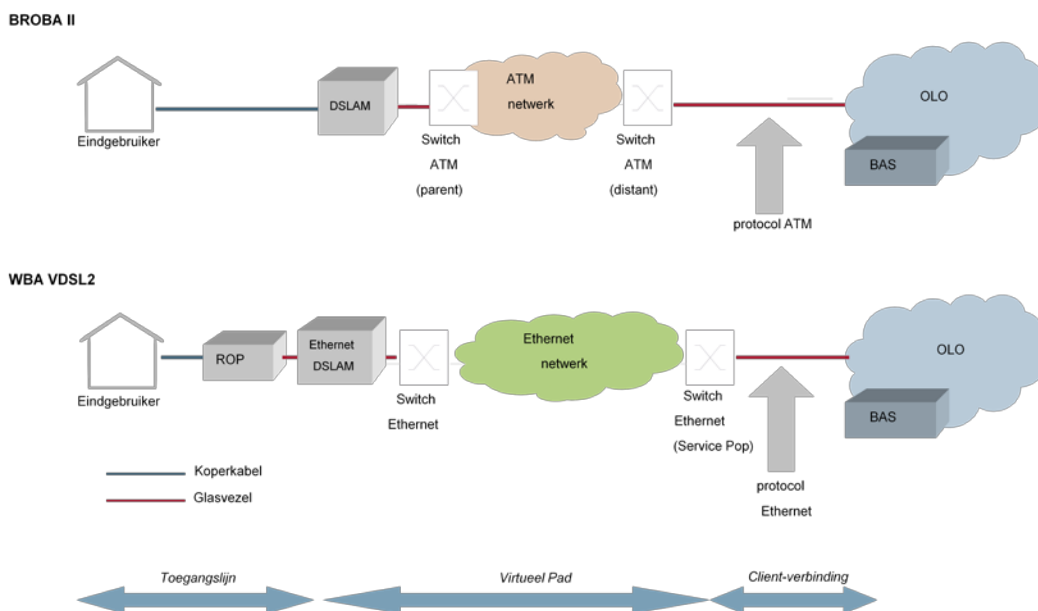 BROBA II
ATM
netwerk
OLO
DSLAM
Eindgebruiker
Switch
ATM
(parent)
Switch
ATM
(distant)
BAS
protocol ATM
WBA VDSL2
Ethernet
netwerk
OLO
ROP
Ethernet
DSLAM
Eindgebruiker
Switch
Ethernet
Switch
Ethernet
(Service Pop)
BAS
Koperkabel
Glasvezel
protocol
Ethernet
Toegangslijn
Virtueel Pad
Client-verbinding